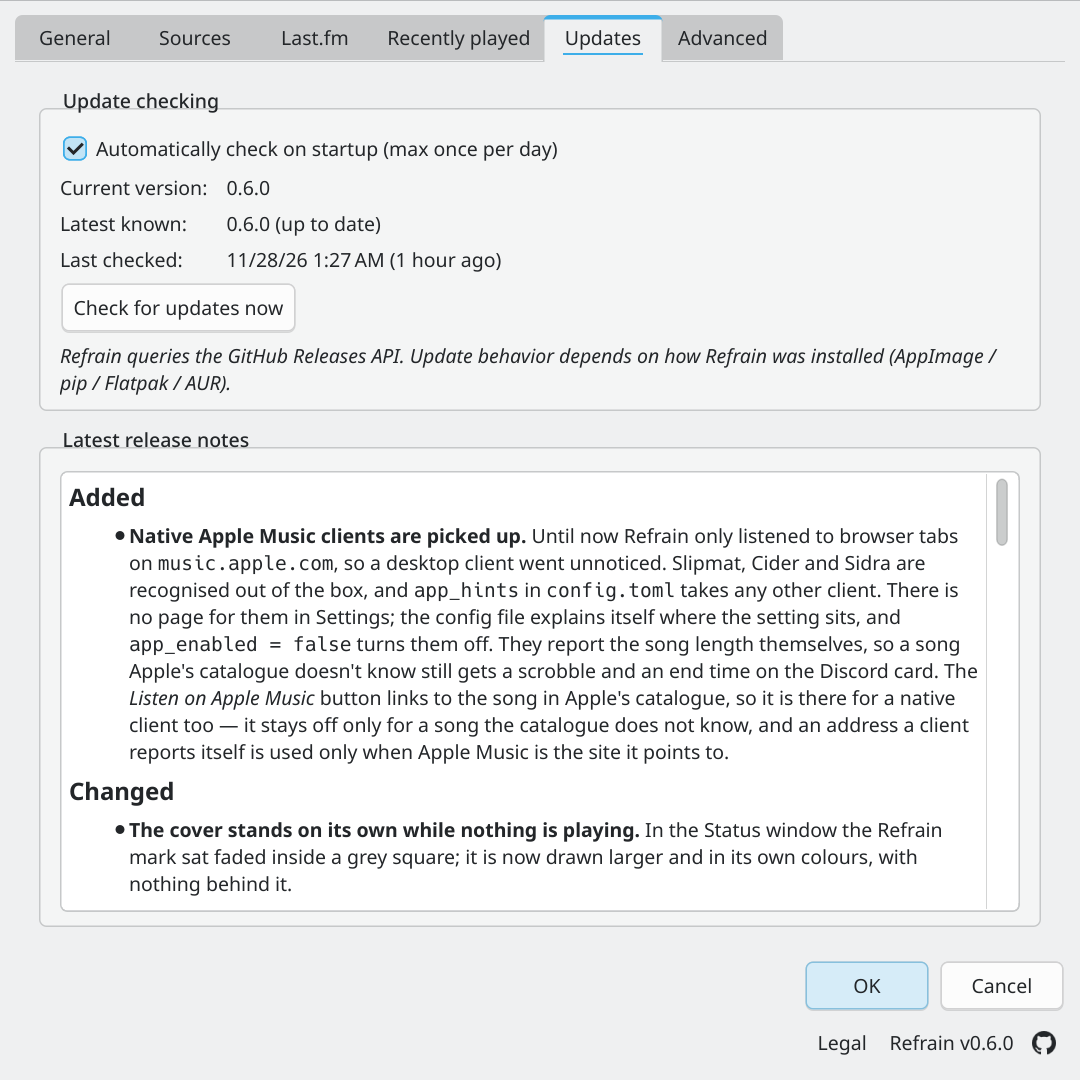 General Sources Last.fm Recently played Updates Advanced
Update checking
Automatically check on startup (max once per day)
Current version: 0.6.0
Latest known: 0.6.0 (up to date)
Last checked: 11/28/26 1:27 AM (1 hour ago)
Check for updates now
Refrain queries the GitHub Releases API. Update behavior depends on how Refrain was installed (AppImage /
pip / Flatpak / AUR).
Latest release notes
Added
● Native Apple Music clients are picked up. Until now Refrain only listened to browser tabs
on music.apple.com, so a desktop client went unnoticed. Slipmat, Cider and Sidra are
recognised out of the box, and app_hints in config.toml takes any other client. There is
no page for them in Settings; the config file explains itself where the setting sits, and
app_enabled = false turns them off. They report the song length themselves, so a song
Apple's catalogue doesn't know still gets a scrobble and an end time on the Discord card. The
Listen on Apple Music button links to the song in Apple's catalogue, so it is there for a native
client too — it stays off only for a song the catalogue does not know, and an address a client
reports itself is used only when Apple Music is the site it points to.
Changed
● The cover stands on its own while nothing is playing. In the Status window the Refrain
mark sat faded inside a grey square; it is now drawn larger and in its own colours, with
nothing behind it.
OK Cancel
Legal Refrain v0.6.0